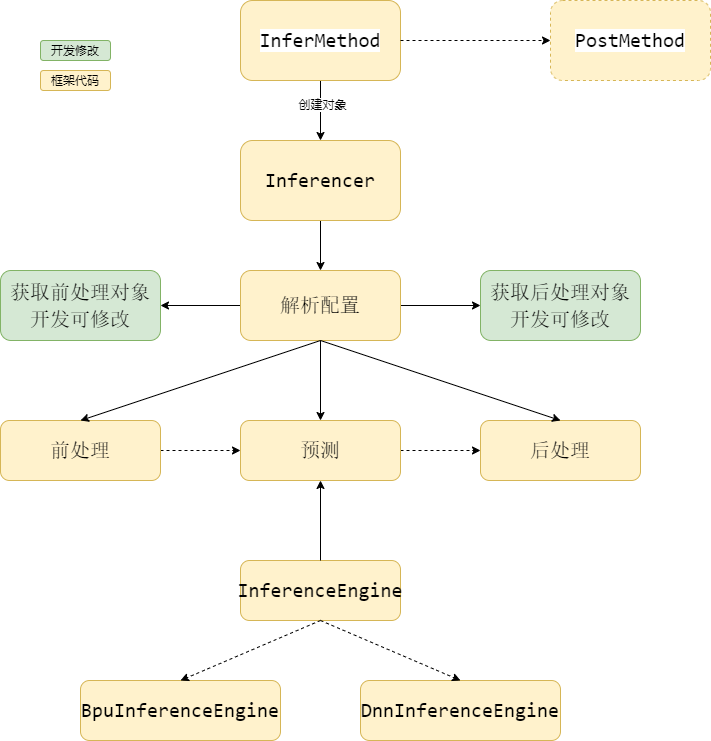 InferMethod
PostMethod
开发修改
框架代码
创建对象
Inferencer
获取前处理对象
开发可修改
解析配置
获取后处理对象
开发可修改
前处理
预测
后处理
InferenceEngine
BpuInferenceEngine
DnnInferenceEngine